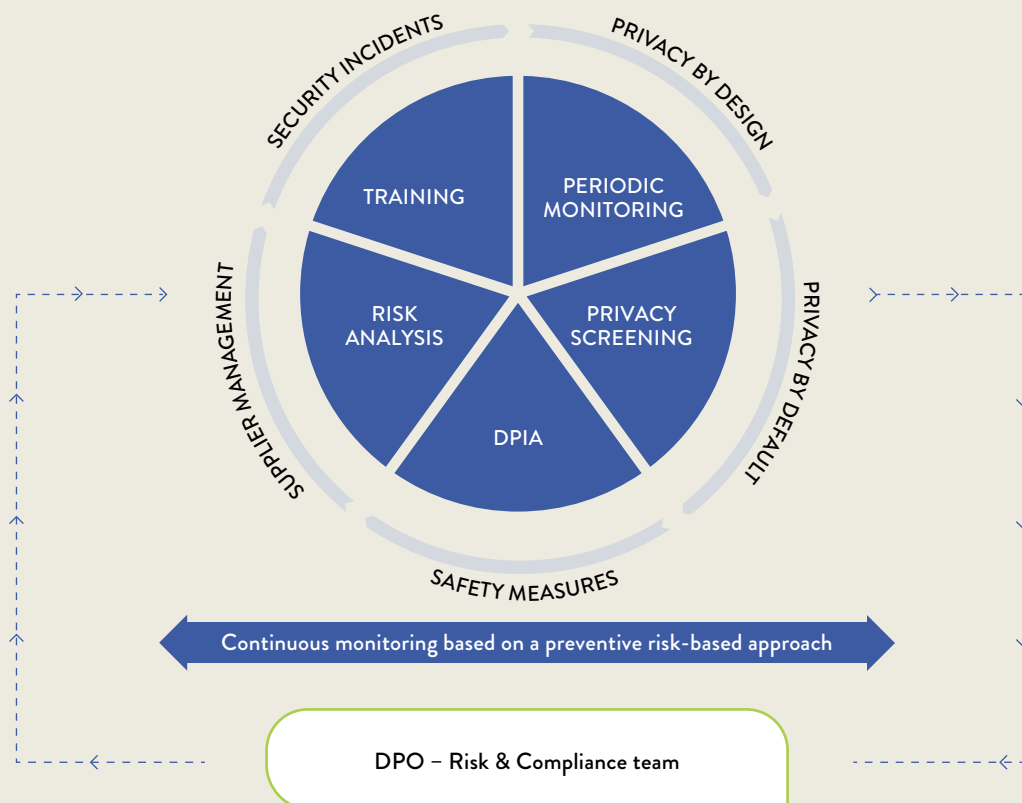 SECURITY INCIDENTS
PRIVACY BY DESIGN
TRAINING
PERIODIC
MONITORING
SUPPLIER MANAGEMENT
RISK
ANALYSIS
PRIVACY
SCREENING
PRIVACY BY DEFAULT
DPIA
SAFETY MEASURES
Continuous monitoring based on a preventive risk-based approach
DPO – Risk & Compliance team